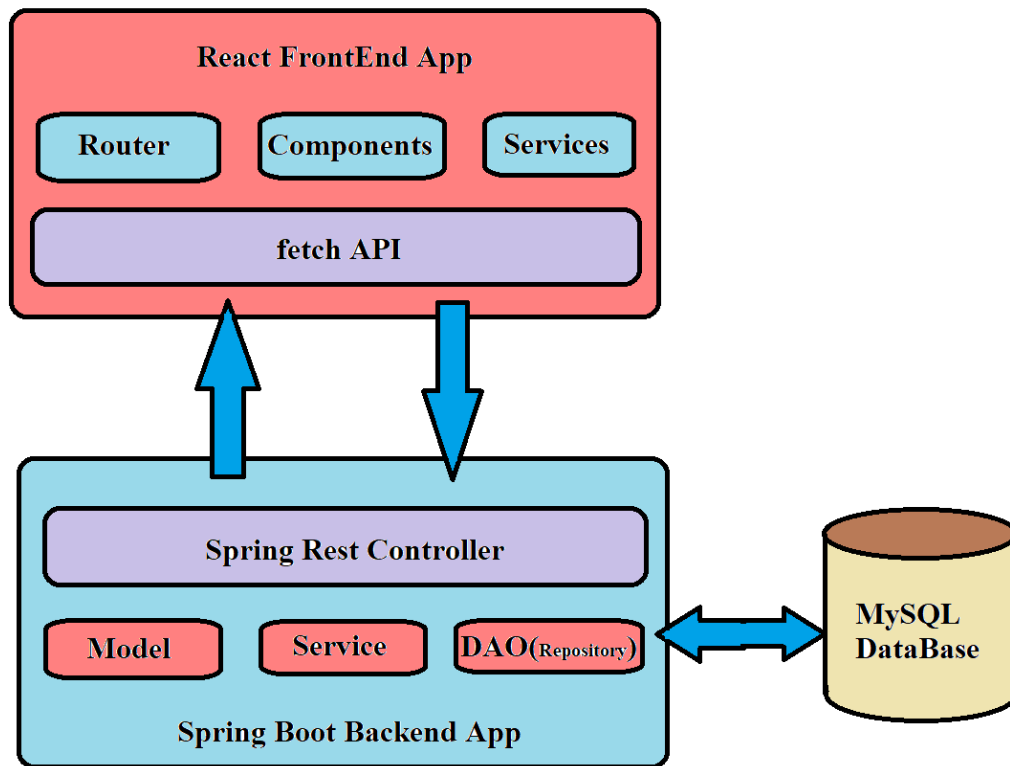 React FrontEnd App
Router
Components
Services
fetch API
Spring Rest Controller
Model
Service
DAO(Repository)
Spring Boot Backend App
MySQL
DataBase